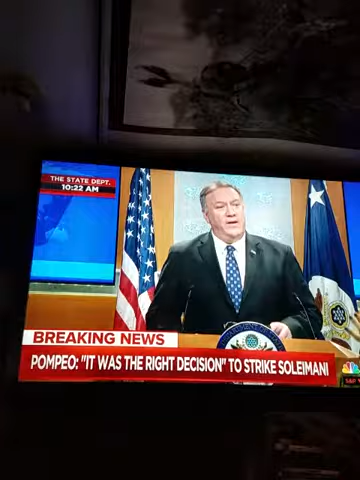 THE STATE DEPT.
10:22 AM
BREAKING NEWS
POMPEO: "IT WAS THE RIGHT DECISION" TO STRIKE SOLEIMANI